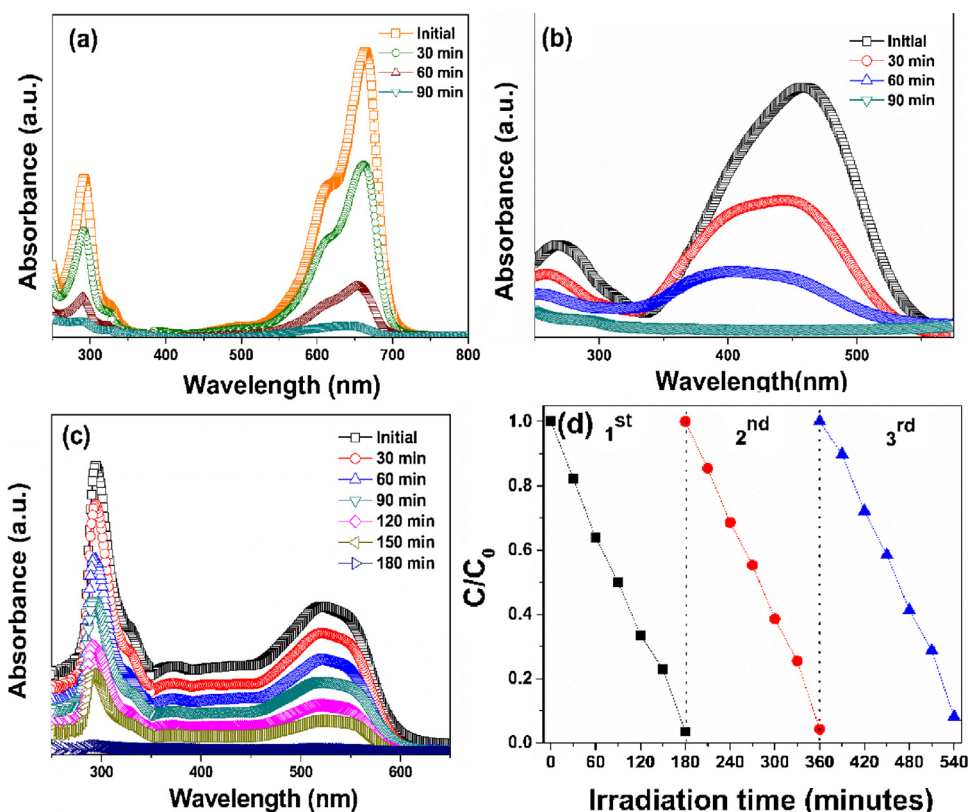 (a)
Initial
30 min
60 min
90 min
Absorbance (a.u.)
300 400 500 600 700 800
Wavelength (nm)
(b)
Initial
30 min
60 min
90 min
Absorbance (a.u.)
300 400 500
Wavelength(nm)
(c)
Initial
30 min
60 min
90 min
120 min
150 min
180 min
Absorbance (a.u.)
300 400 500 600
Wavelength (nm)
(d)
1st
2nd
3rd
C/C0
1.0
0.8
0.6
0.4
0.2
0.0
0 60 120 180 240 300 360 420 480 540
Irradiation time (minutes)